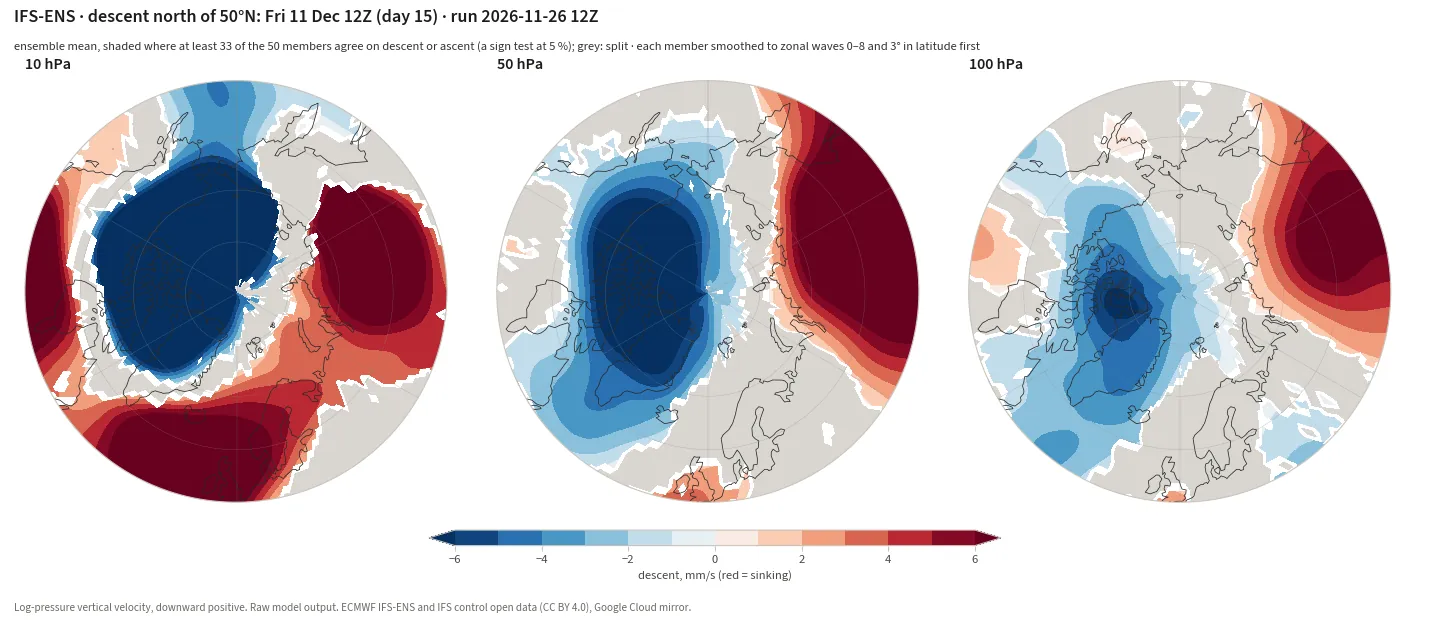 IFS-ENS · descent north of 50°N: Fri 11 Dec 12Z (day 15) · run 2026-11-26 12Z
ensemble mean, shaded where at least 33 of the 50 members agree on descent or ascent (a sign test at 5 %); grey: split · each member smoothed to zonal waves 0–8 and 3° in latitude first
10 hPa
50 hPa
100 hPa
−6 −4 −2 0 2 4 6
descent, mm/s (red = sinking)
Log-pressure vertical velocity, downward positive. Raw model output. ECMWF IFS-ENS and IFS control open data (CC BY 4.0), Google Cloud mirror.